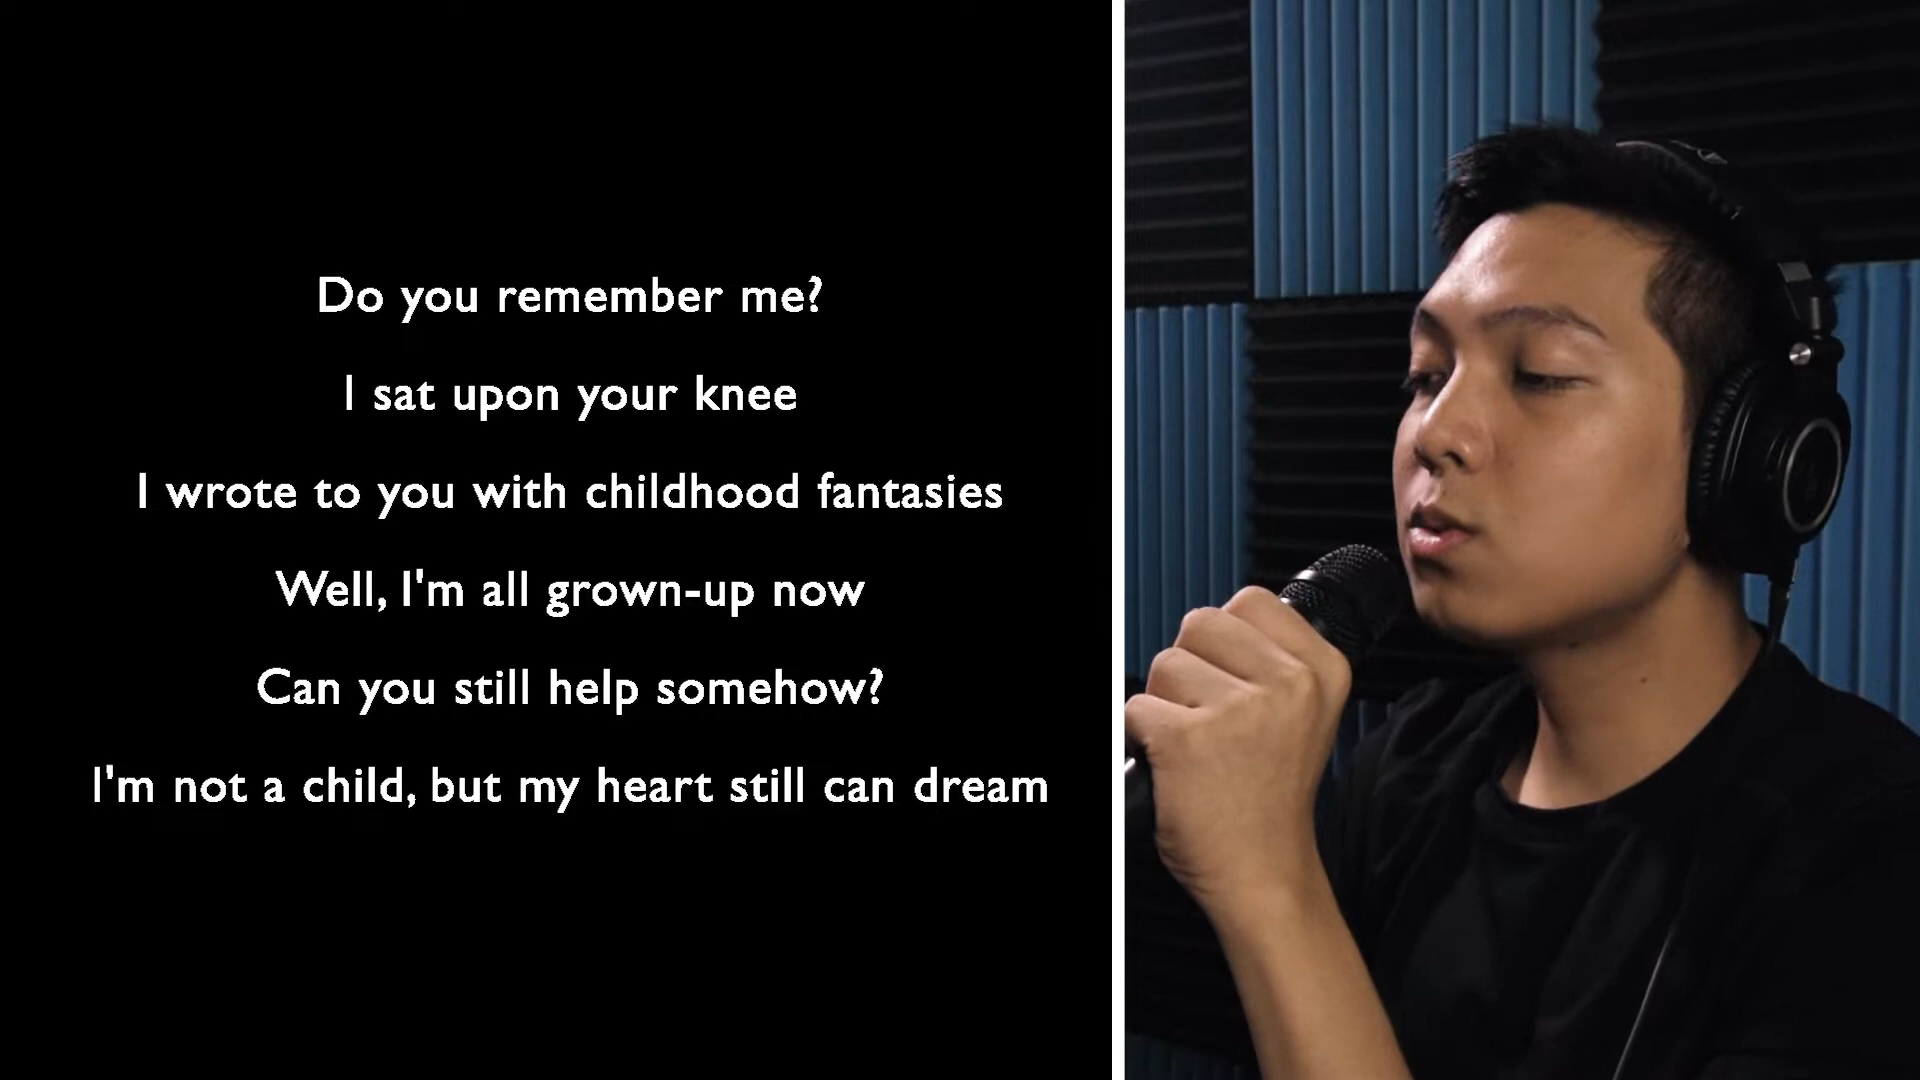 Do you remember me?
I sat upon your knee
I wrote to you with childhood fantasies
Well, I'm all grown-up now
Can you still help somehow?
I'm not a child, but my heart still can dream